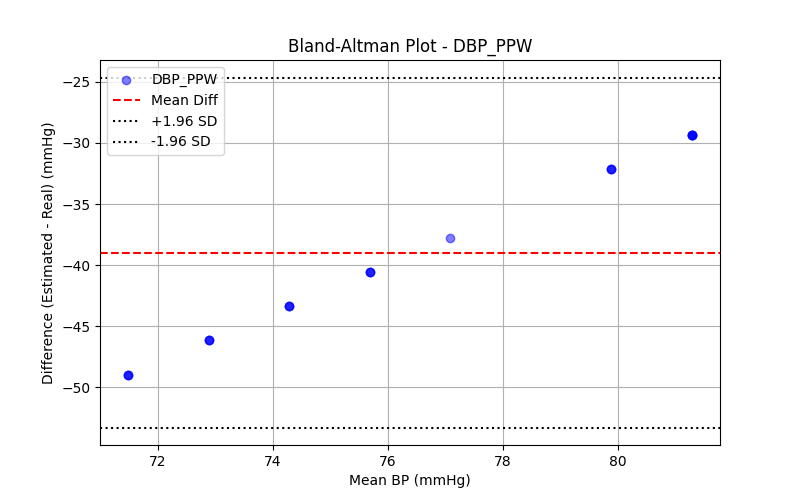 Bland-Altman Plot - DBP_PPW
DBP_PPW
Mean Diff
+1.96 SD
-1.96 SD
Difference (Estimated - Real) (mmHg)
−25
−30
−35
−40
−45
−50
72
74
76
78
80
Mean BP (mmHg)